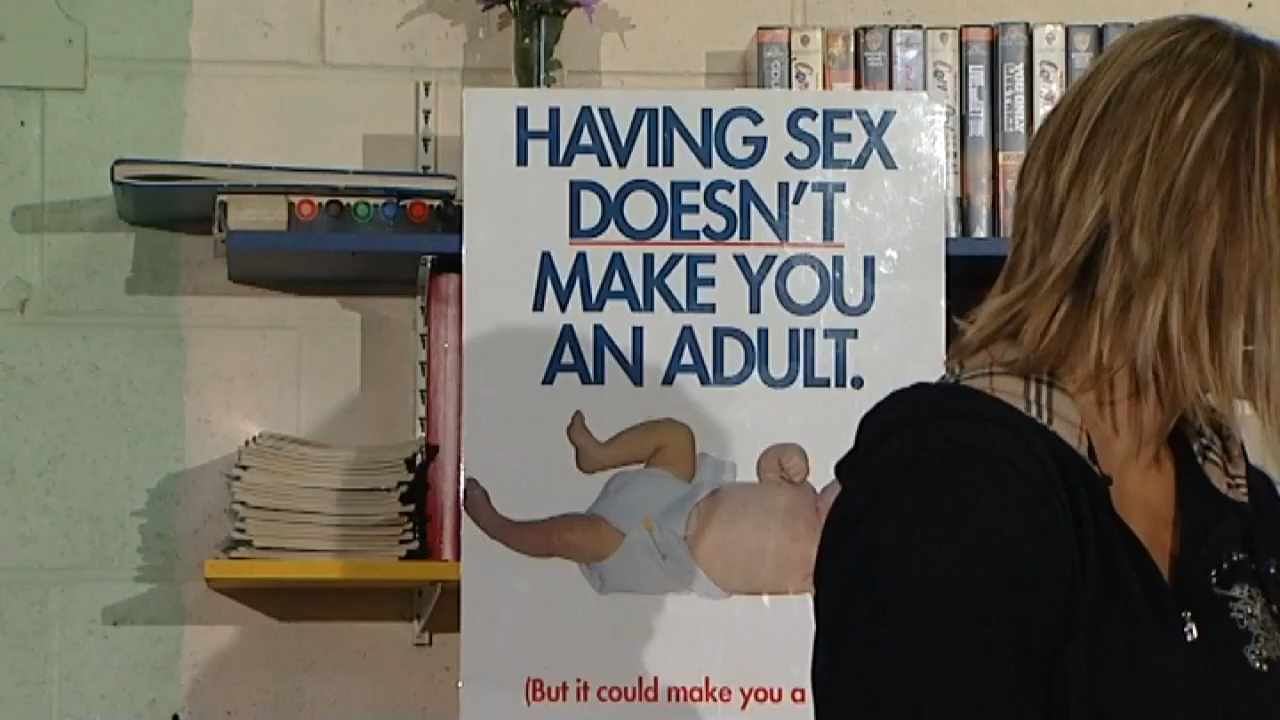 HAVING SEX
DOESN'T
MAKE YOU
AN ADULT.
(But it could make you a